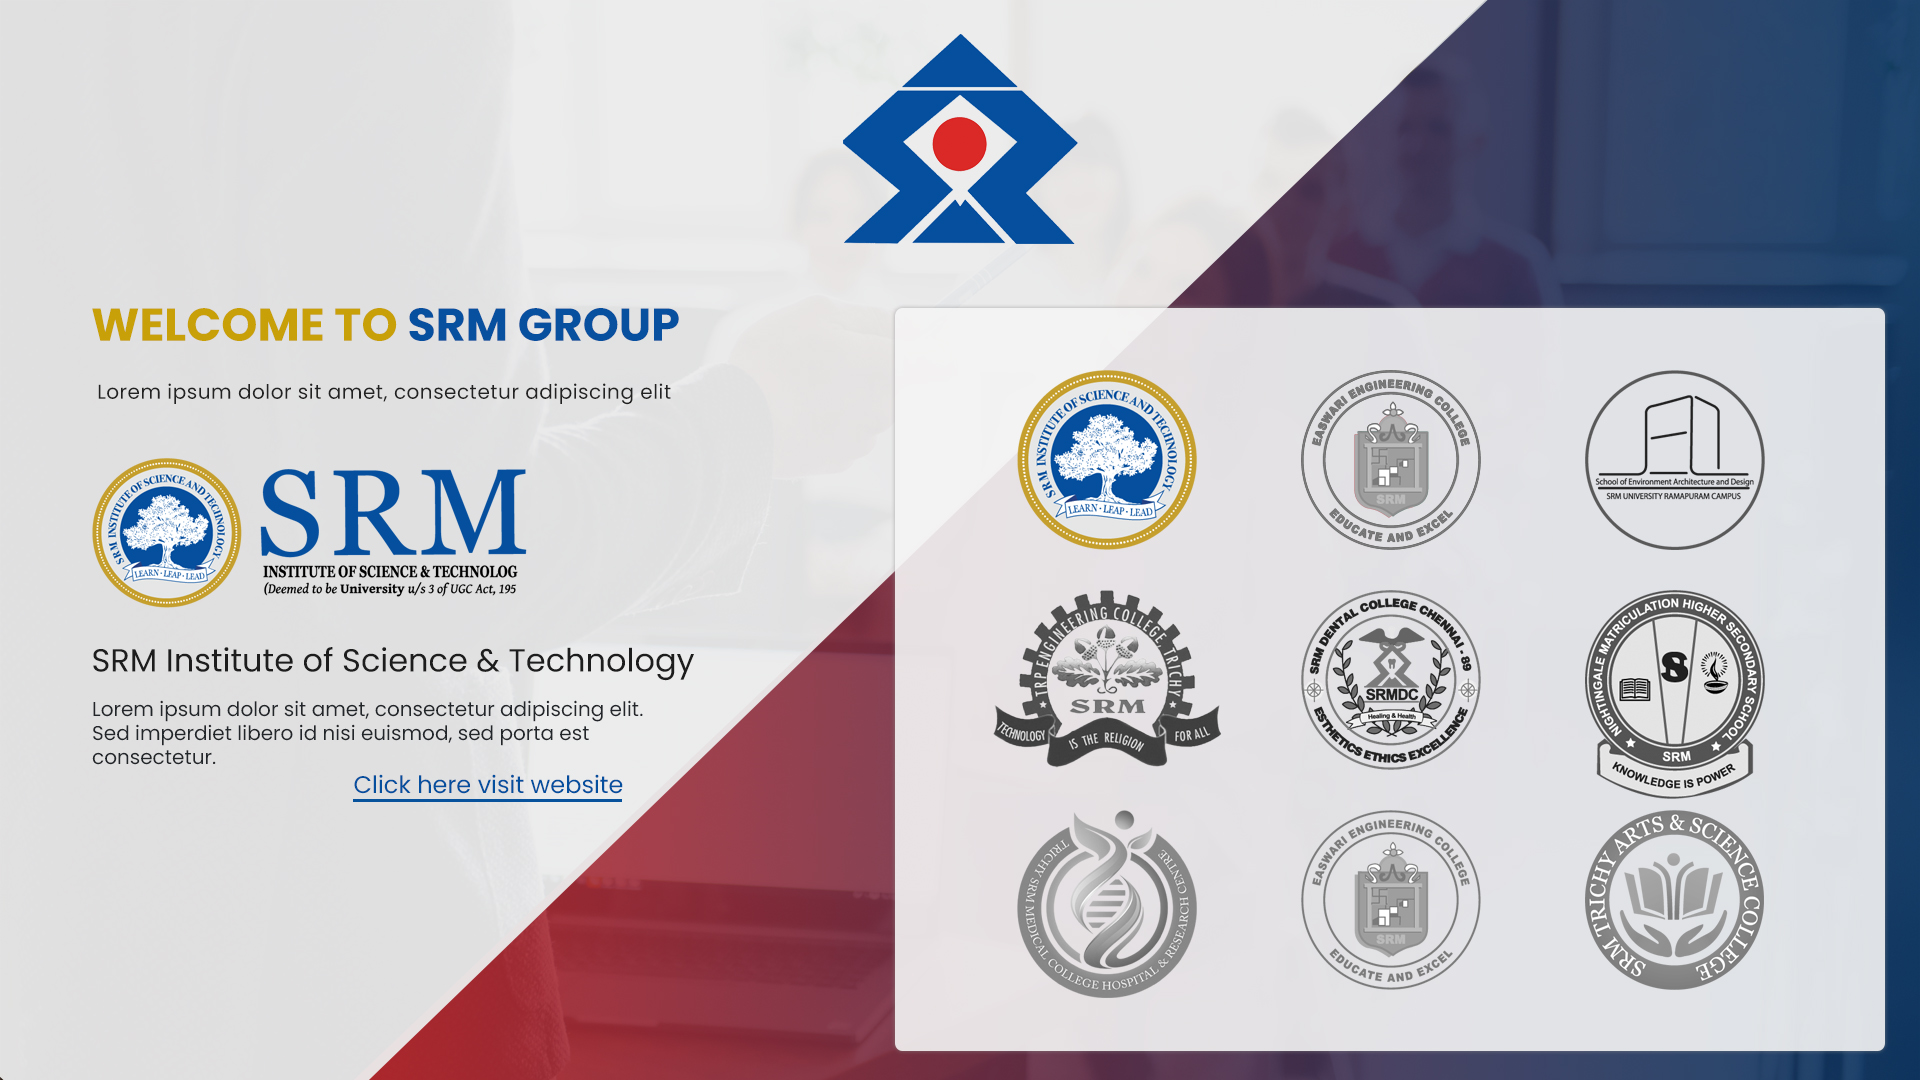 WELCOME TO SRM GROUP
Lorem ipsum dolor sit amet, consectetur adipiscing elit
SRM INSTITUTE OF SCIENCE AND TECHNOLOGY
LEARN · LEAP · LEAD
SRM
INSTITUTE OF SCIENCE & TECHNOLOG
(Deemed to be University u/s 3 of UGC Act, 195
SRM Institute of Science & Technology
Lorem ipsum dolor sit amet, consectetur adipiscing elit.
Sed imperdiet libero id nisi euismod, sed porta est
consectetur.
Click here visit website
SRM INSTITUTE OF SCIENCE AND TECHNOLOGY
LEARN · LEAP · LEAD
EASWARI ENGINEERING COLLEGE
SRM
EDUCATE AND EXCEL
School of Environment Architecture and Design
SRM UNIVERSITY RAMAPURAM CAMPUS
TRP ENGINEERING COLLEGE TRICHY
SRM
TECHNOLOGY IS THE RELIGION FOR ALL
SRM DENTAL COLLEGE CHENNAI - 89
SRMDC
Healing & Health
ESTHETICS ETHICS EXCELLENCE
NIGHTINGALE MATRICULATION HIGHER SECONDARY SCHOOL
S
SRM
KNOWLEDGE IS POWER
TRICHY SRM MEDICAL COLLEGE HOSPITAL & RESEARCH CENTRE
EASWARI ENGINEERING COLLEGE
SRM
EDUCATE AND EXCEL
SRM TRICHY ARTS & SCIENCE COLLEGE